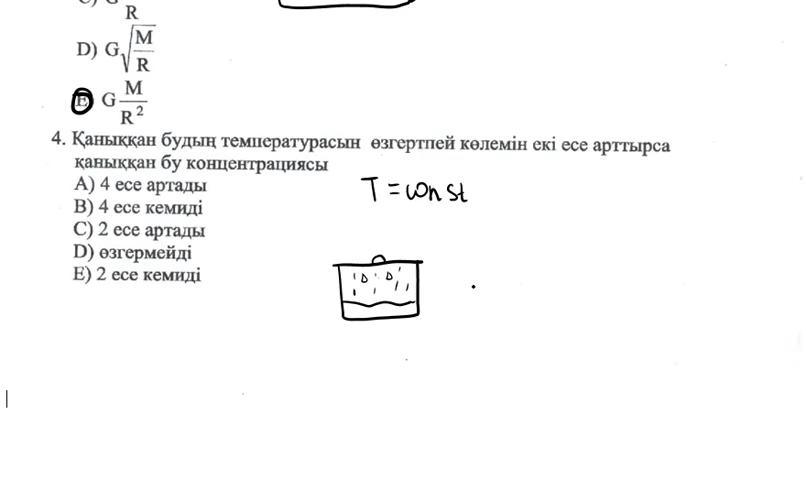 R
D) G√M/R
E) G M/R²
4. Қаныққан будың температурасын өзгертпей көлемін екі есе арттырса
қаныққан бу концентрациясы
A) 4 есе артады
B) 4 есе кемиді
C) 2 есе артады
D) өзгермейді
E) 2 есе кемиді
T = const